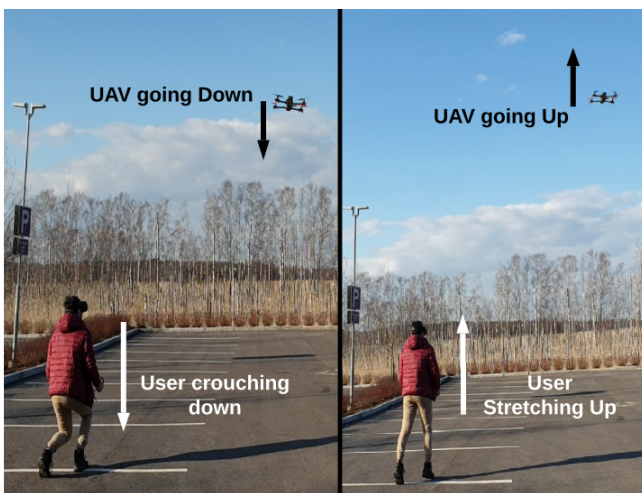 UAV going Down
P
User crouching
down
UAV going Up
P
User
Stretching Up